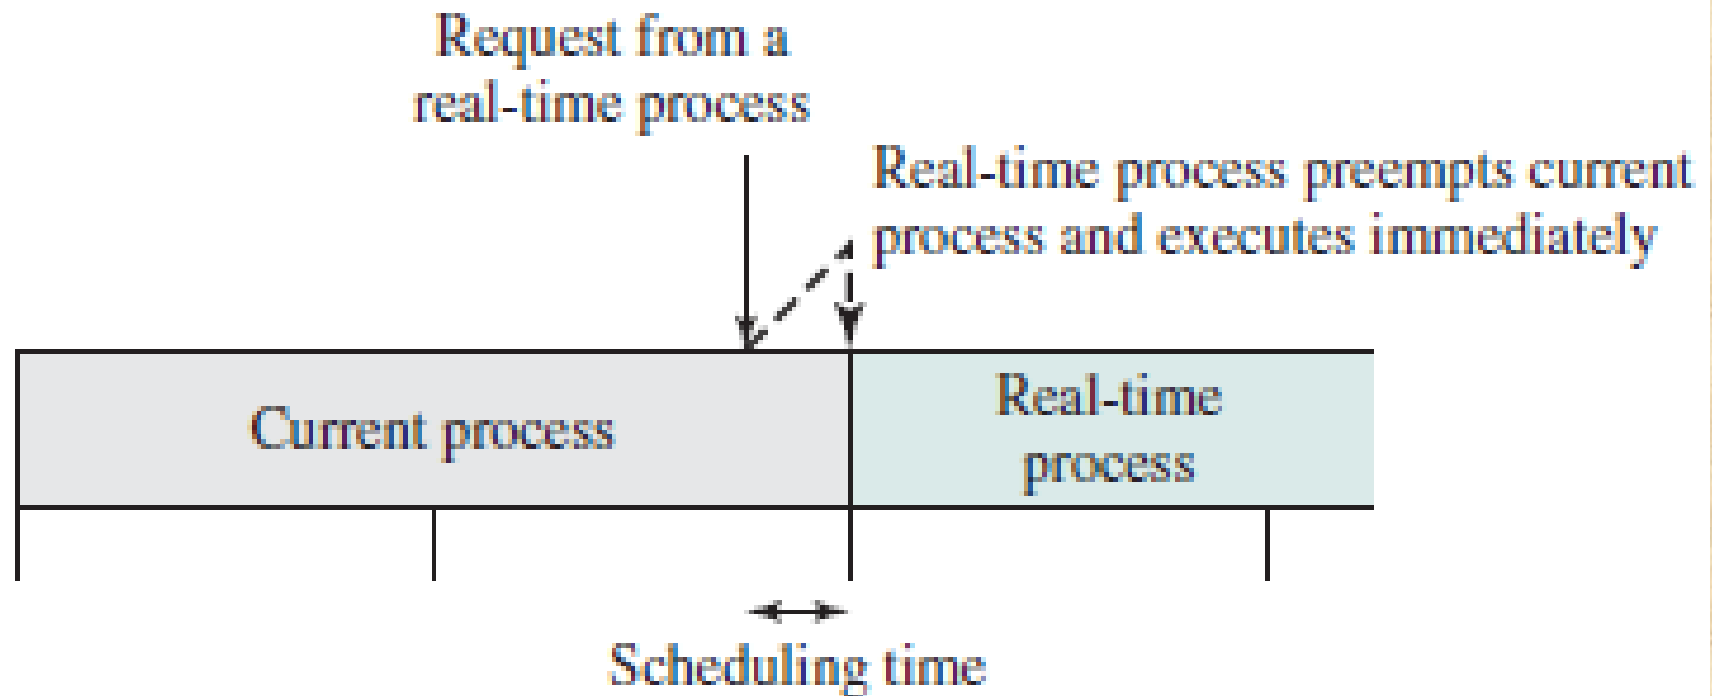 Request from a
real-time process
Real-time process preempts current
process and executes immediately
Current process
Real-time
process
Scheduling time